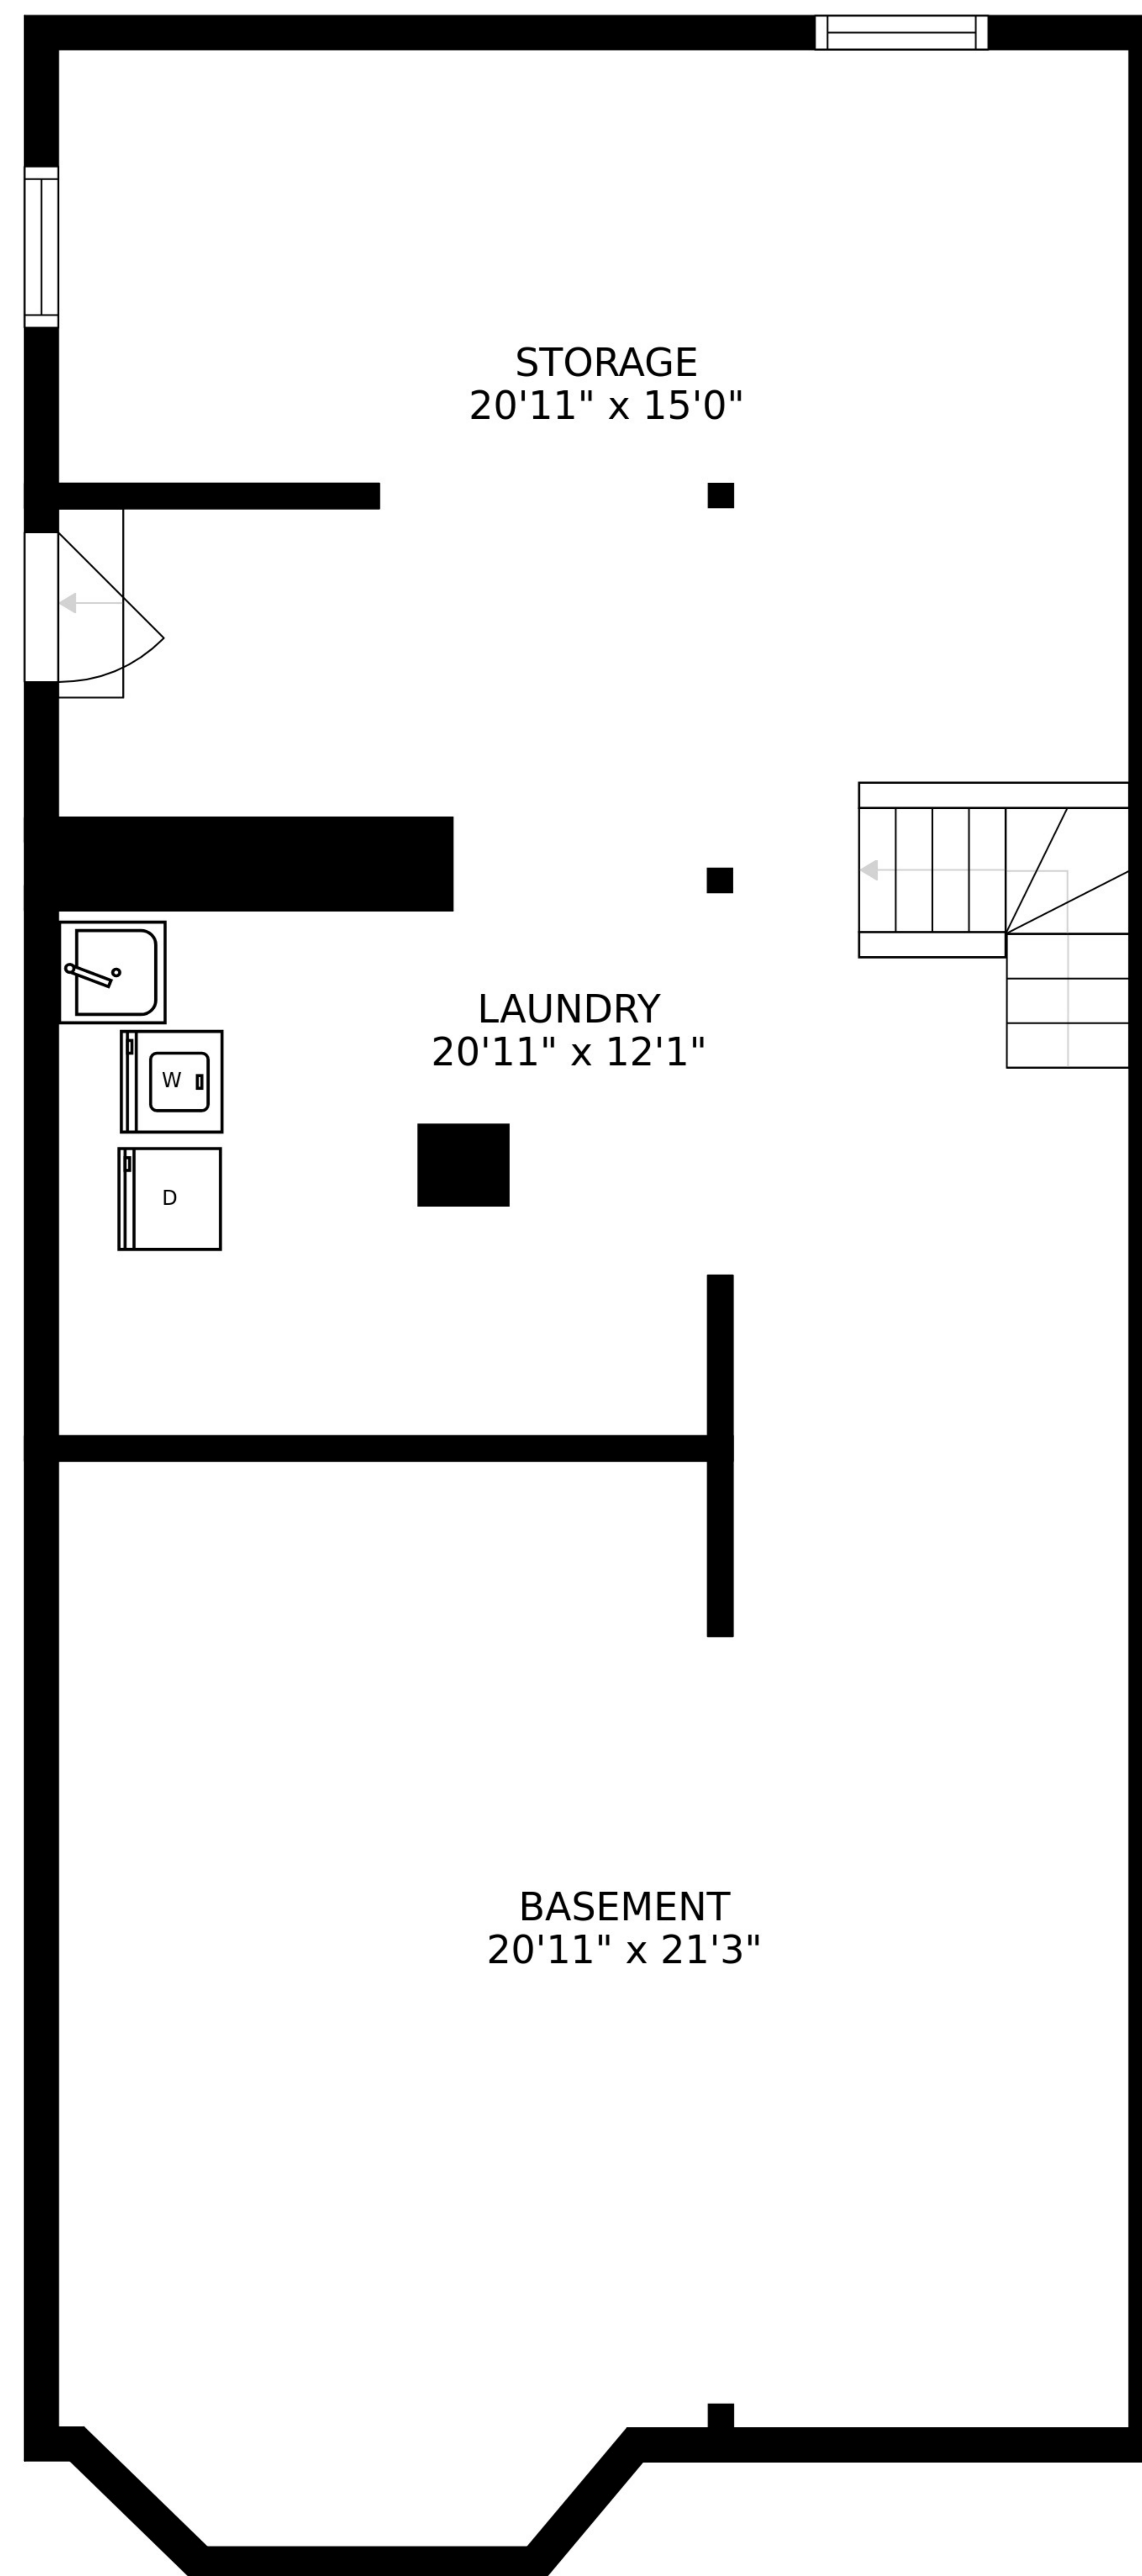 STORAGE
20'11" x 15'0"
LAUNDRY
20'11" x 12'1"
W
D
BASEMENT
20'11" x 21'3"